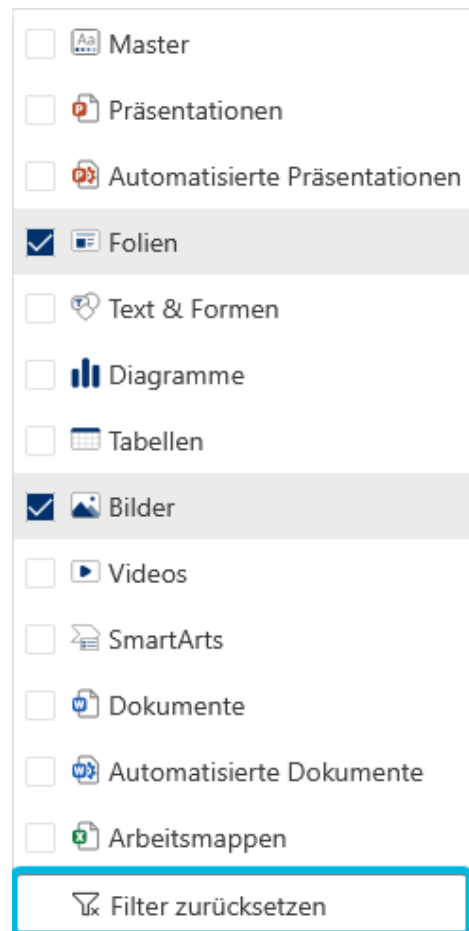 Master
Präsentationen
Automatisierte Präsentationen
Folien
Text & Formen
Diagramme
Tabellen
Bilder
Videos
SmartArts
Dokumente
Automatisierte Dokumente
Arbeitsmappen
Filter zurücksetzen